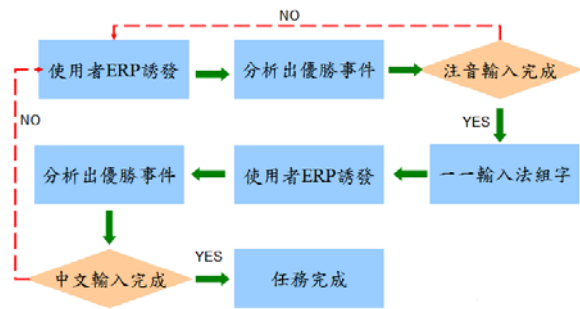 NO
使用者ERP誘發
分析出優勝事件
注音輸入完成
NO
YES
分析出優勝事件
使用者ERP誘發
一一輸入法組字
中文輸入完成
YES
任務完成